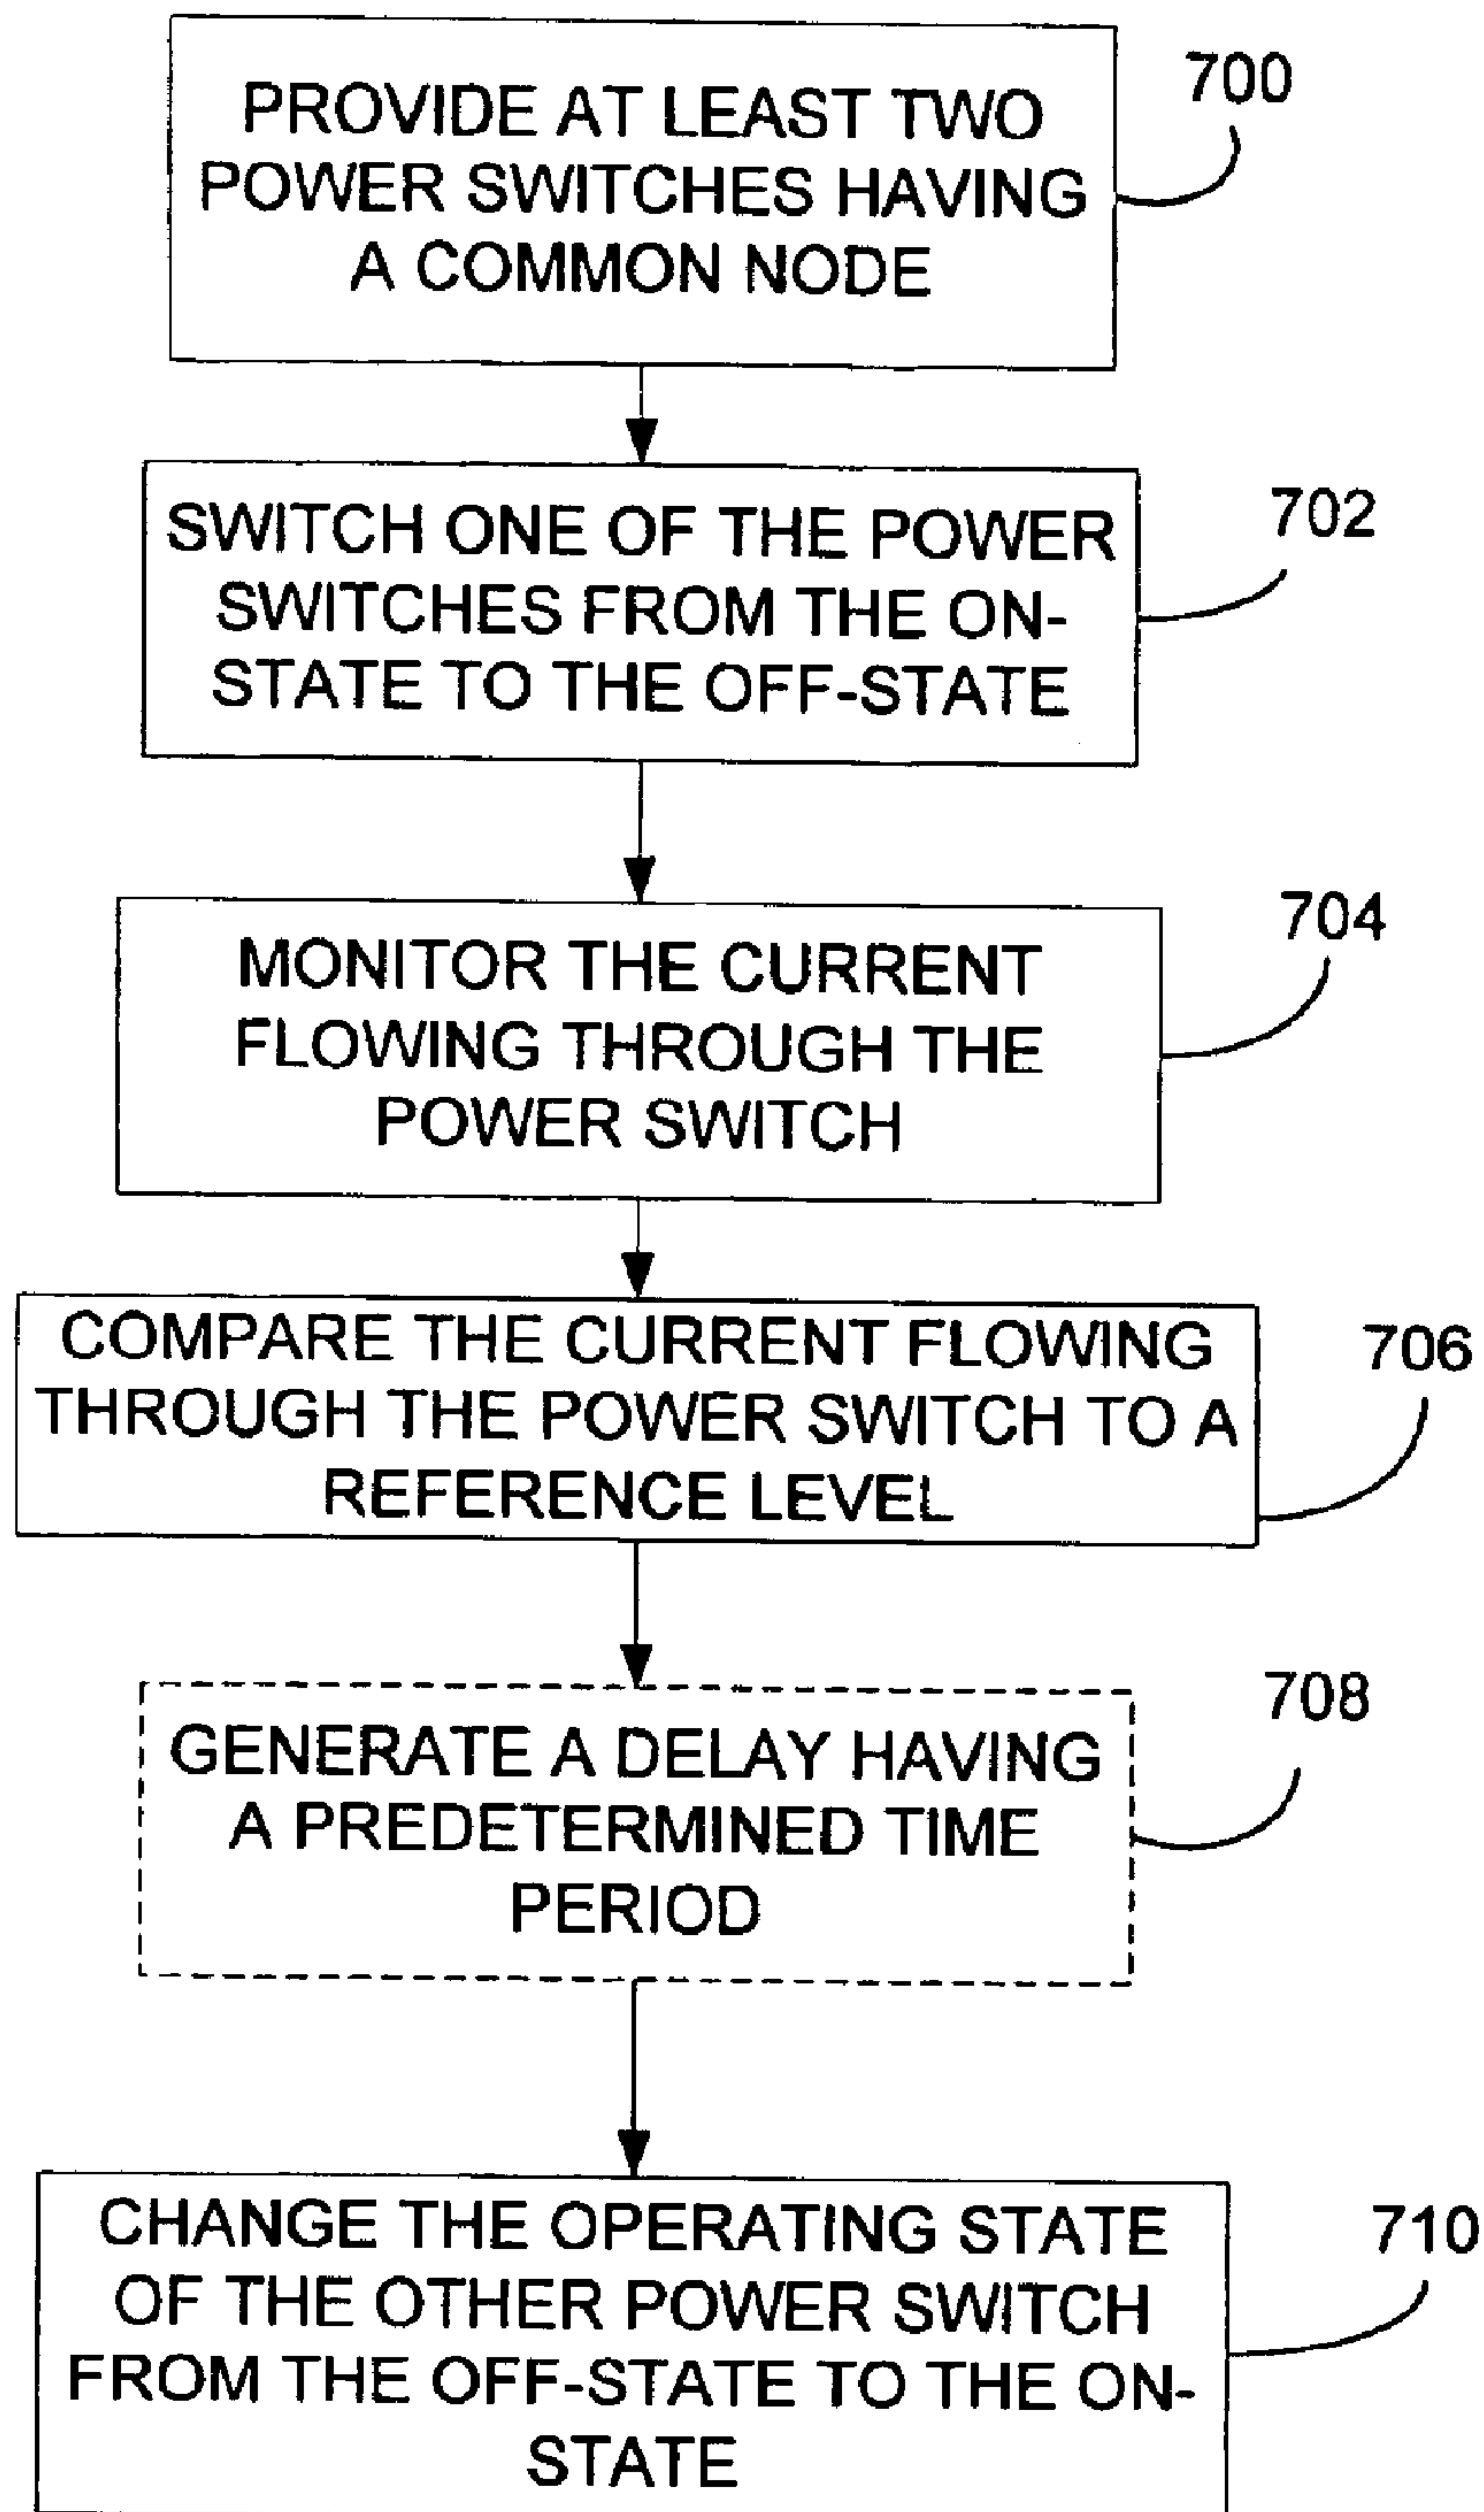 PROVIDE AT LEAST TWO
POWER SWITCHES HAVING
A COMMON NODE
700
SWITCH ONE OF THE POWER
SWITCHES FROM THE ON-
STATE TO THE OFF-STATE
702
MONITOR THE CURRENT
FLOWING THROUGH THE
POWER SWITCH
704
COMPARE THE CURRENT FLOWING
THROUGH THE POWER SWITCH TO A
REFERENCE LEVEL
706
GENERATE A DELAY HAVING
A PREDETERMINED TIME
PERIOD
708
CHANGE THE OPERATING STATE
OF THE OTHER POWER SWITCH
FROM THE OFF-STATE TO THE ON-
STATE
710